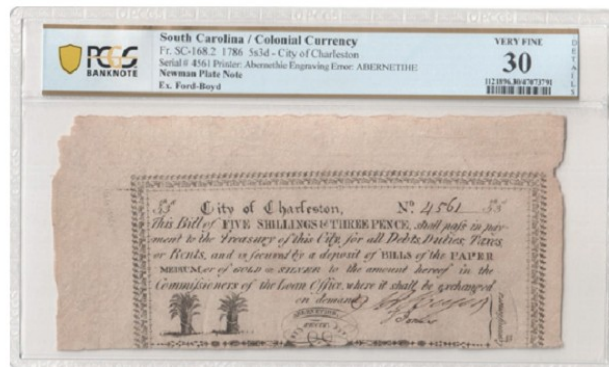 South Carolina / Colonial Currency
Fr. SC-168.2 1786 5s3d - City of Charleston
Serial # 4561 Printer: Abernethie Engraving Error: ABERNETIHE
Newman Plate Note
Ex. Ford-Boyd
PCGS
BANKNOTE
VERY FINE
30
DETAILS
City of Charleston, No. 4561
This Bill of FIVE SHILLINGS & THREE PENCE, shall pass in pay-
ment to the Treasury of this City, for all Debts, Duties, Taxes,
or Rents, and is secured by a deposit of BILLS of the PAPER
MEDIUM, or of GOLD or SILVER to the amount hereof in the
Commissioners of the Loan Office, where it shall be exchanged
on demand